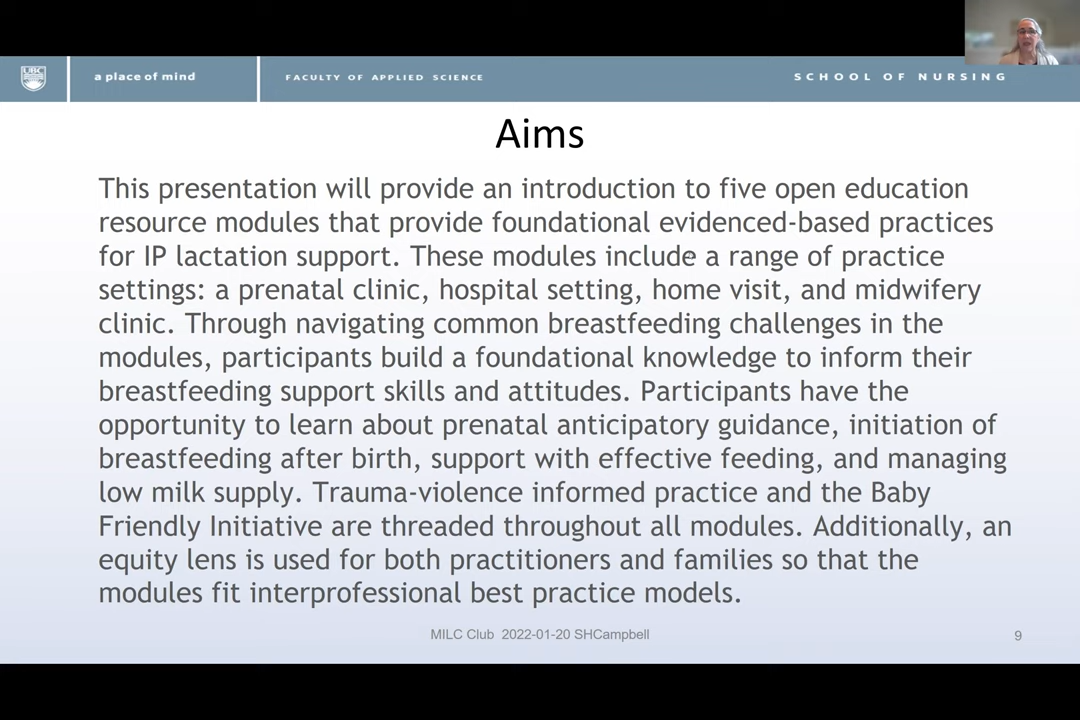 UBC
a place of mind
FACULTY OF APPLIED SCIENCE
SCHOOL OF NURSING
Aims
This presentation will provide an introduction to five open education
resource modules that provide foundational evidenced-based practices
for IP lactation support. These modules include a range of practice
settings: a prenatal clinic, hospital setting, home visit, and midwifery
clinic. Through navigating common breastfeeding challenges in the
modules, participants build a foundational knowledge to inform their
breastfeeding support skills and attitudes. Participants have the
opportunity to learn about prenatal anticipatory guidance, initiation of
breastfeeding after birth, support with effective feeding, and managing
low milk supply. Trauma-violence informed practice and the Baby
Friendly Initiative are threaded throughout all modules. Additionally, an
equity lens is used for both practitioners and families so that the
modules fit interprofessional best practice models.
MILC Club 2022-01-20 SHCampbell
9